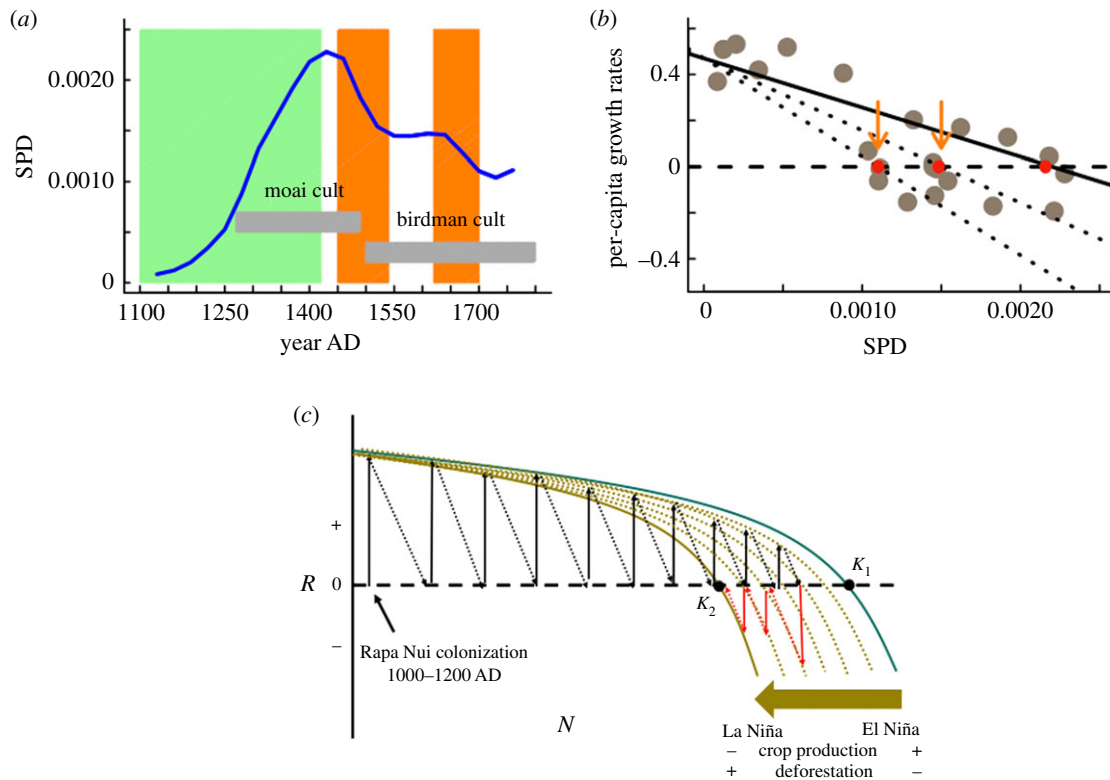 (a)
0.0020
0.0010
0
SPD
moai cult
birdman cult
1100 1250 1400 1550 1700
year AD
(b)
0.4
0
–0.4
per-capita growth rates
0 0.0010 0.0020
SPD
(c)
+
R 0
–
K1
K2
Rapa Nui colonization
1000–1200 AD
N
La Niña El Niña
– crop production +
+ deforestation –